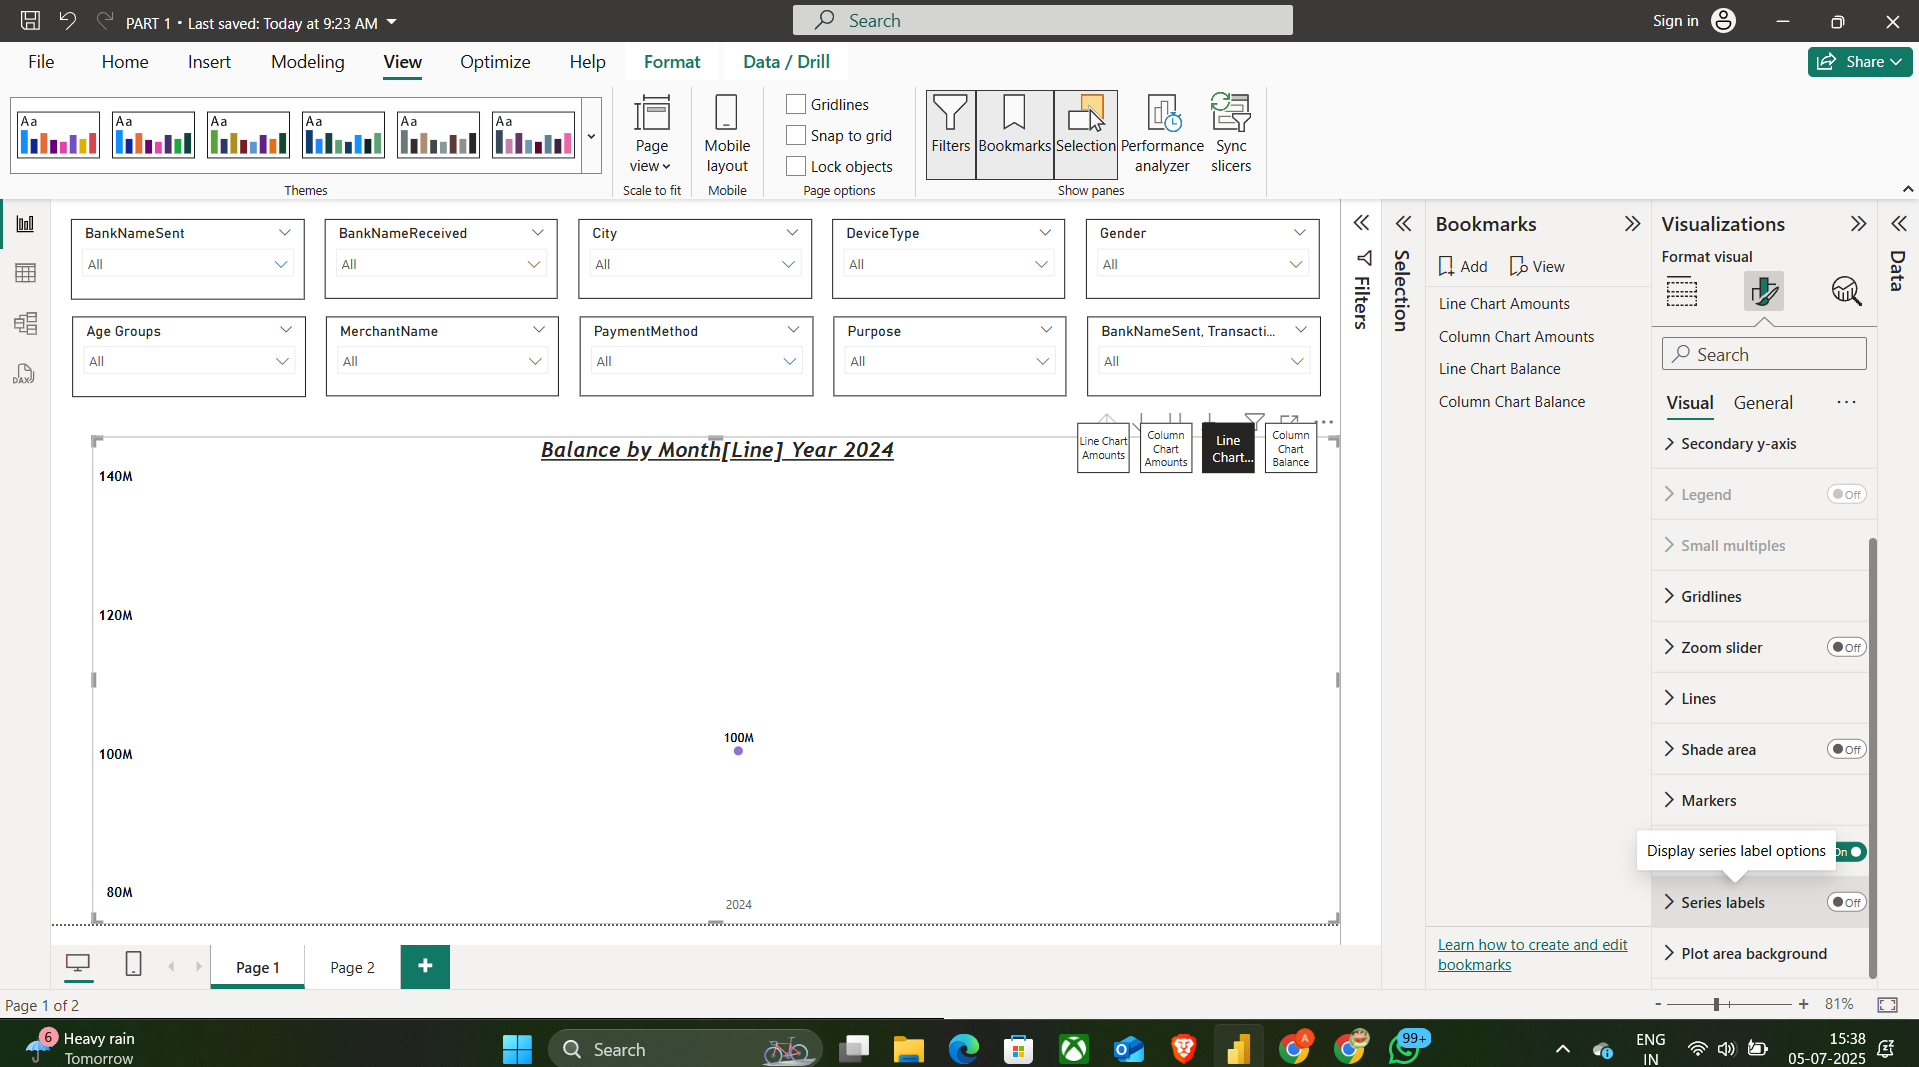 PART 1 • Last saved: Today at 9:23 AM
Search
Sign in
File
Home
Insert
Modeling
View
Optimize
Help
Format
Data / Drill
Share
Aa
Aa
Aa
Aa
Aa
Aa
Themes
Page
view
Scale to fit
Mobile
layout
Mobile
Gridlines
Snap to grid
Lock objects
Page options
Filters
Bookmarks
Selection
Performance
analyzer
Sync
slicers
Show panes
DAX
BankNameSent
All
BankNameReceived
All
City
All
DeviceType
All
Gender
All
Age Groups
All
MerchantName
All
PaymentMethod
All
Purpose
All
BankNameSent, Transacti...
All
Line Chart
Amounts
Column
Chart
Amounts
Line
Chart...
Column
Chart
Balance
Balance by Month[Line] Year 2024
140M
120M
100M
80M
100M
2024
Filters
Selection
Bookmarks
Add
View
Line Chart Amounts
Column Chart Amounts
Line Chart Balance
Column Chart Balance
Learn how to create and edit
bookmarks
Visualizations
Format visual
Search
Visual
General
...
Secondary y-axis
Legend
Off
Small multiples
Gridlines
Zoom slider
Off
Lines
Shade area
Off
Markers
Display series label options
On
Series labels
Off
Plot area background
Data
Page 1
Page 2
+
Page 1 of 2
-
+
81%
6
Heavy rain
Tomorrow
Search
A
99+
ENG
IN
15:38
05-07-2025